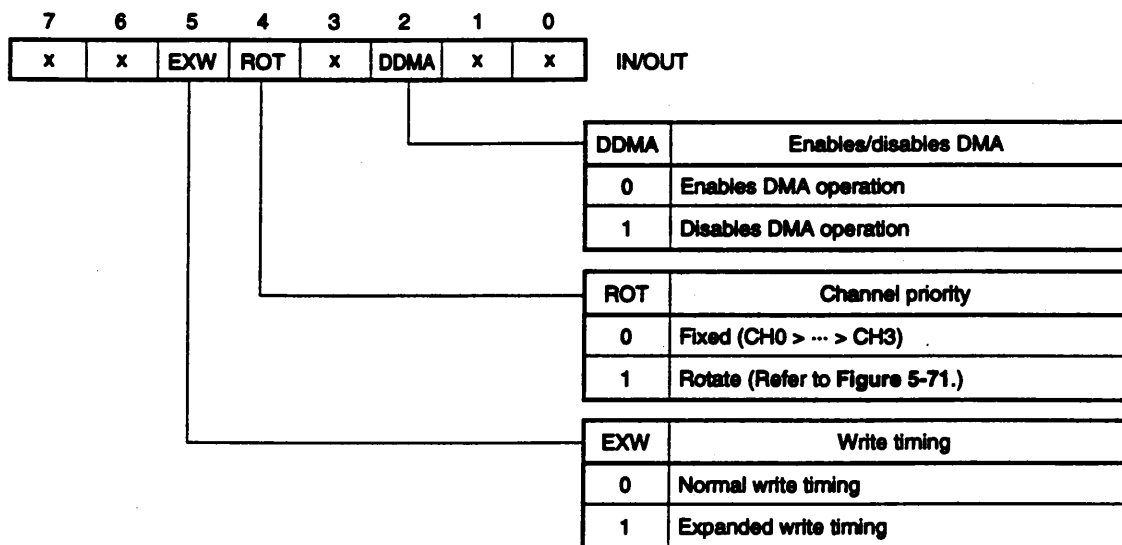 7 6 5 4 3 2 1 0
x x EXW ROT x DDMA x x IN/OUT
DDMA Enables/disables DMA
0 Enables DMA operation
1 Disables DMA operation
ROT Channel priority
0 Fixed (CH0 > ··· > CH3)
1 Rotate (Refer to Figure 5-71.)
EXW Write timing
0 Normal write timing
1 Expanded write timing